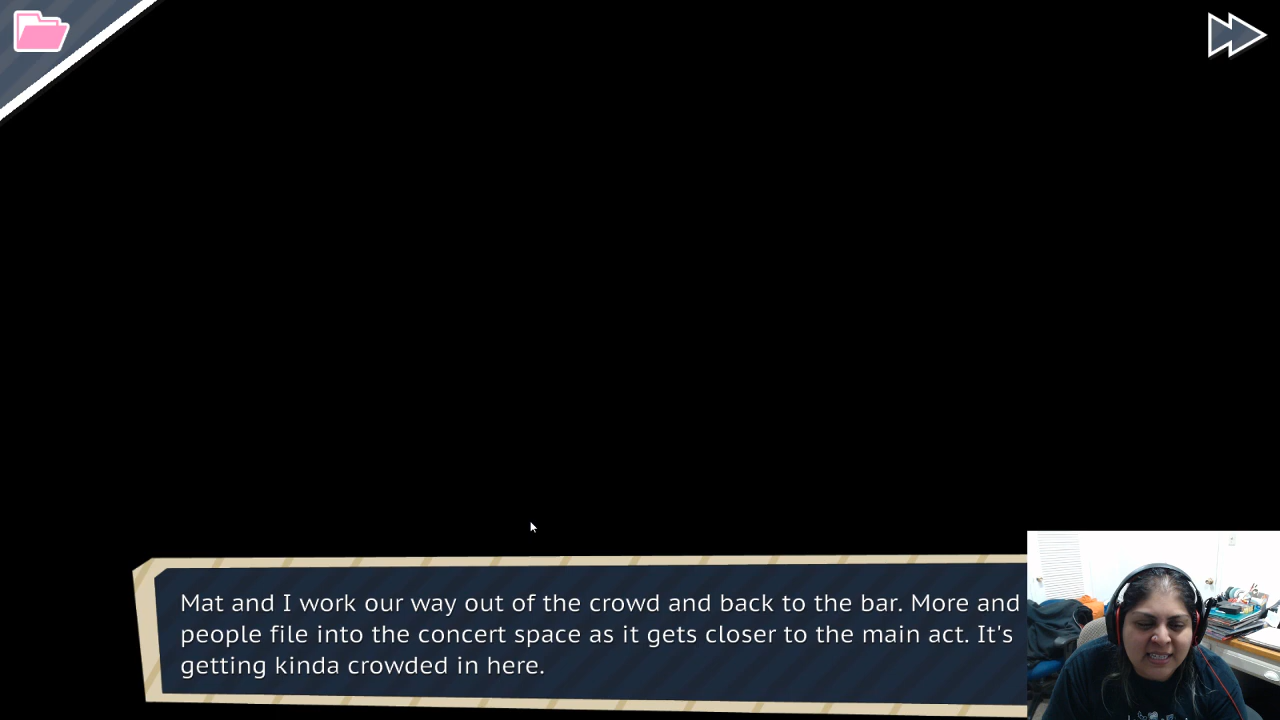 Mat and I work our way out of the crowd and back to the bar. More and
people file into the concert space as it gets closer to the main act. It's
getting kinda crowded in here.